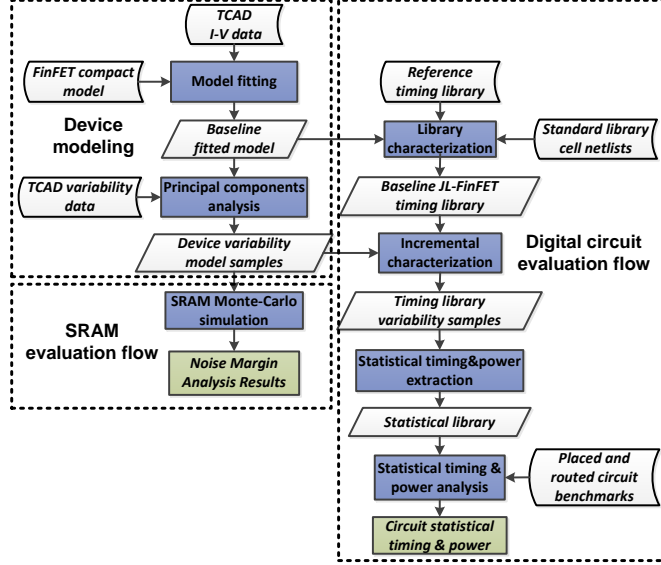 TCAD
I-V data
FinFET compact
model
Model fitting
Device
modeling
Baseline
fitted model
TCAD variability
data
Principal components
analysis
Device variability
model samples
SRAM
evaluation flow
SRAM Monte-Carlo
simulation
Noise Margin
Analysis Results
Reference
timing library
Library
characterization
Standard library
cell netlists
Baseline JL-FinFET
timing library
Incremental
characterization
Digital circuit
evaluation flow
Timing library
variability samples
Statistical timing&power
extraction
Statistical library
Statistical timing &
power analysis
Placed and
routed circuit
benchmarks
Circuit statistical
timing & power